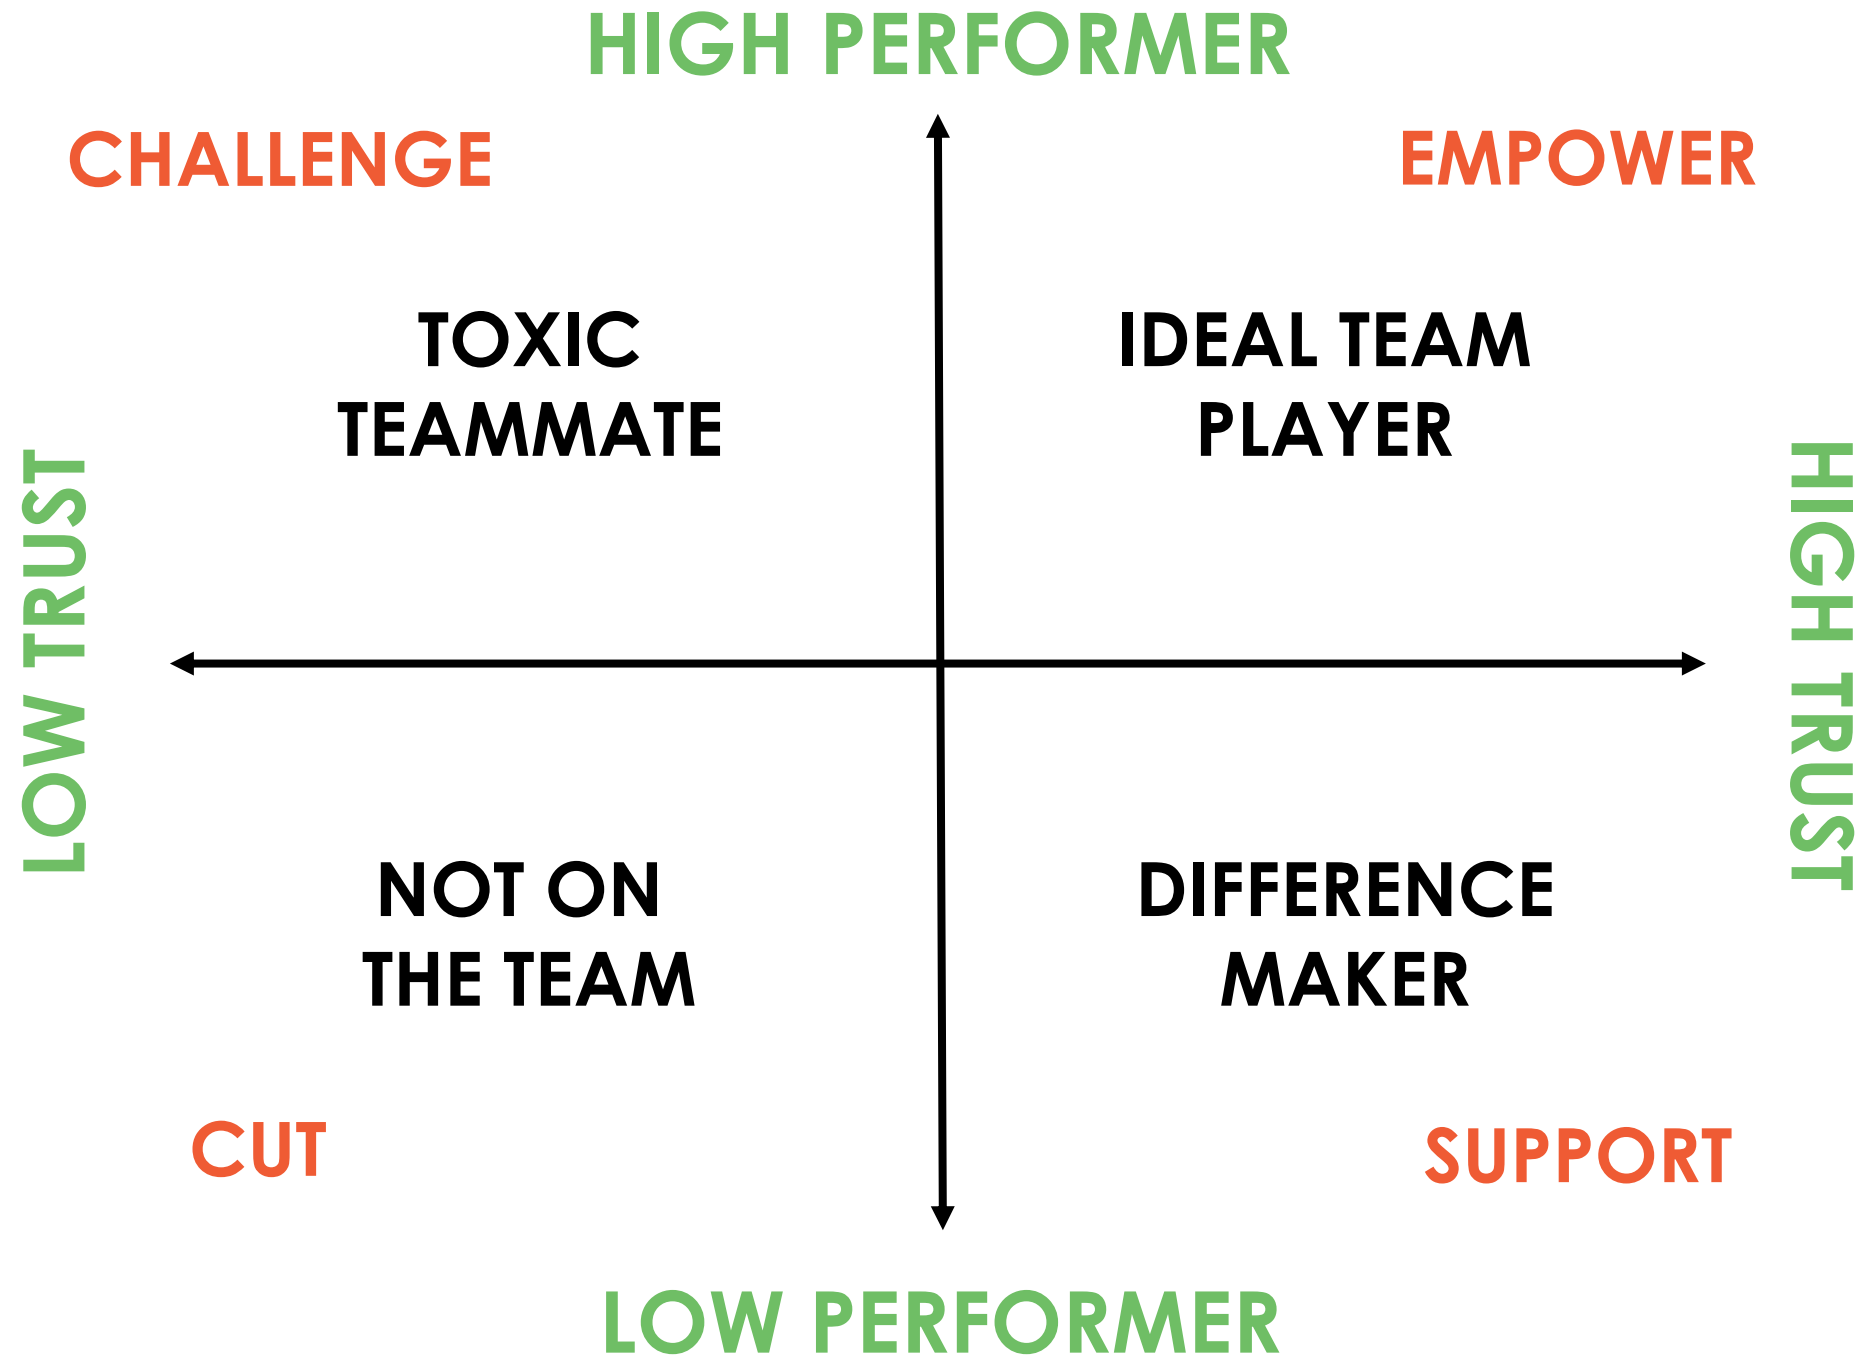 HIGH PERFORMER
CHALLENGE
EMPOWER
TOXIC
TEAMMATE
IDEAL TEAM
PLAYER
LOW TRUST
HIGH TRUST
NOT ON
THE TEAM
DIFFERENCE
MAKER
CUT
SUPPORT
LOW PERFORMER